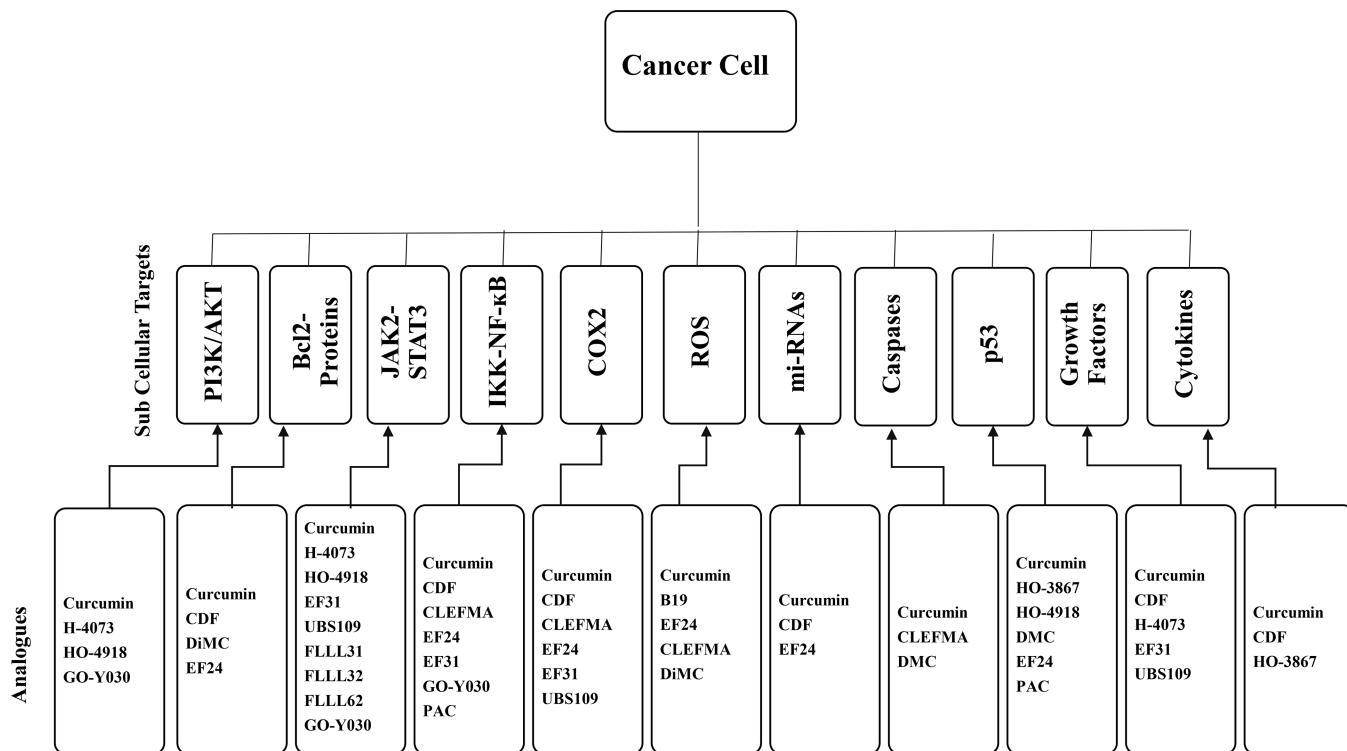 Cancer Cell
Sub Cellular Targets
PI3K/AKT
Bcl2-
Proteins
JAK2-
STAT3
IKK-NF-κB
COX2
ROS
mi-RNAs
Caspases
p53
Growth
Factors
Cytokines
Analogues
Curcumin
H-4073
HO-4918
GO-Y030
Curcumin
CDF
DiMC
EF24
Curcumin
H-4073
HO-4918
EF31
UBS109
FLLL31
FLLL32
FLLL62
GO-Y030
Curcumin
CDF
CLEFMA
EF24
EF31
GO-Y030
PAC
Curcumin
CDF
CLEFMA
EF24
EF31
UBS109
Curcumin
B19
EF24
CLEFMA
DiMC
Curcumin
CDF
EF24
Curcumin
CLEFMA
DMC
Curcumin
HO-3867
HO-4918
DMC
EF24
PAC
Curcumin
CDF
H-4073
EF31
UBS109
Curcumin
CDF
HO-3867